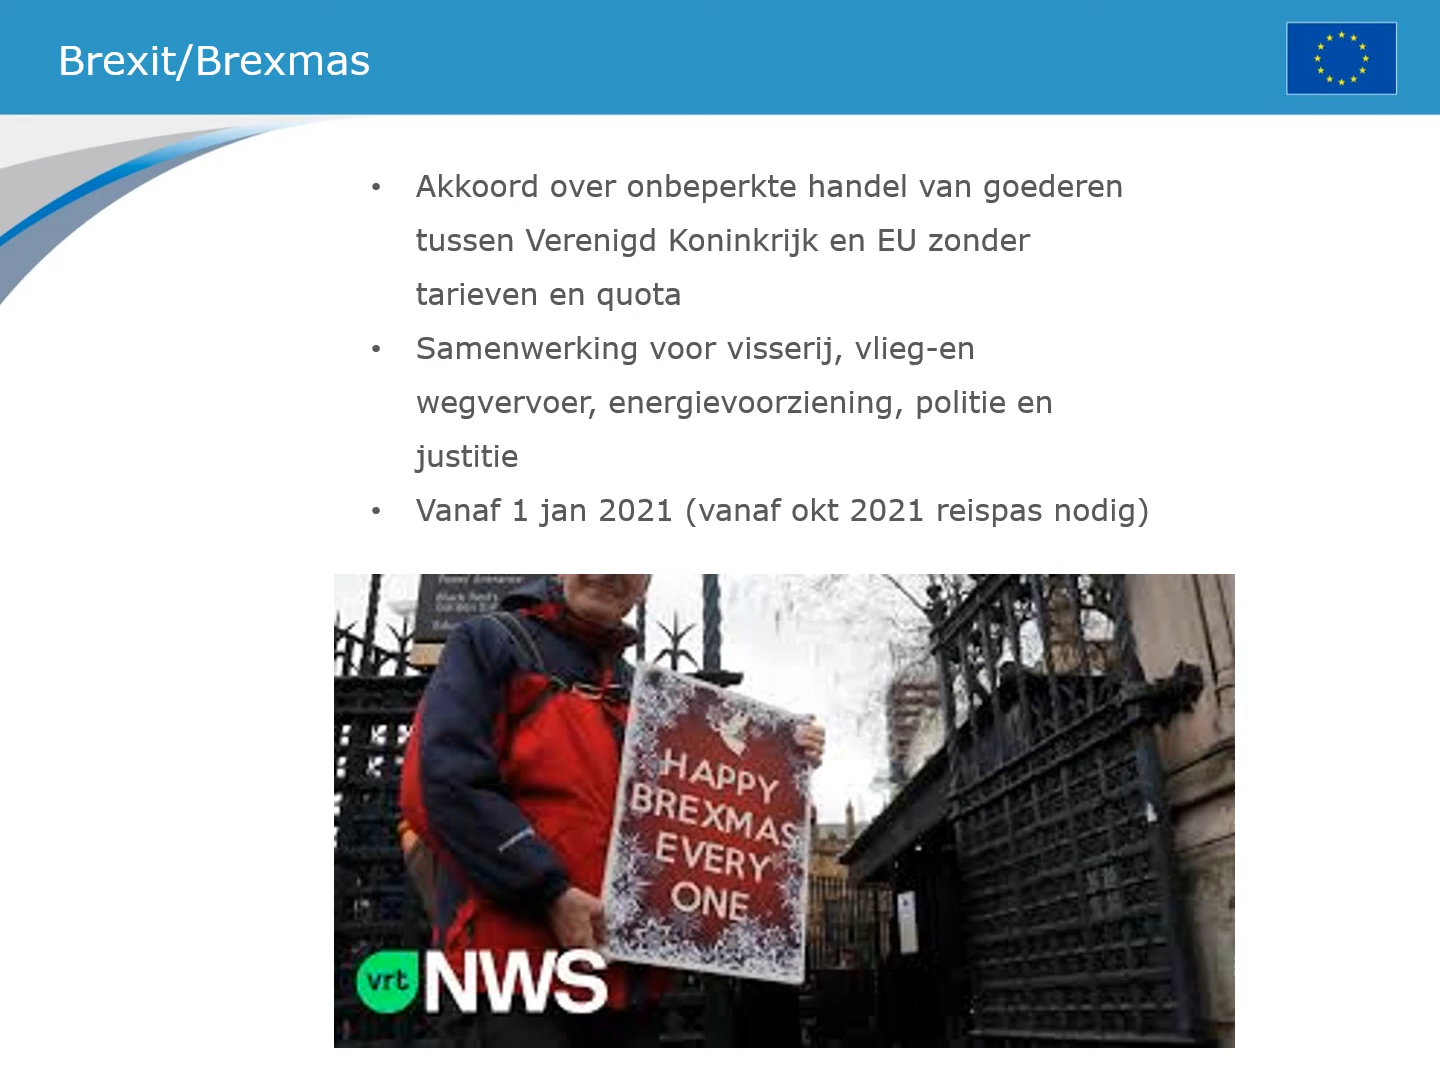 Brexit/Brexmas
• Akkoord over onbeperkte handel van goederen
tussen Verenigd Koninkrijk en EU zonder
tarieven en quota
• Samenwerking voor visserij, vlieg-en
wegvervoer, energievoorziening, politie en
justitie
• Vanaf 1 jan 2021 (vanaf okt 2021 reispas nodig)
HAPPY
BREXMAS
EVERY
ONE
vrt NWS